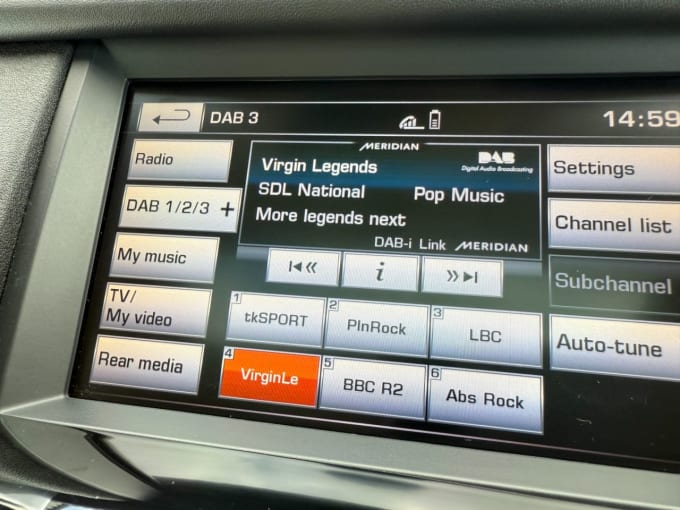 DAB 3
14:59
Radio
DAB 1/2/3 +
My music
TV/
My video
Rear media
MERIDIAN
Virgin Legends
DAB
Digital Audio Broadcasting
SDL National
Pop Music
More legends next
DAB-i Link MERIDIAN
i
1
tkSPORT
2
PlnRock
3
LBC
4
VirginLe
5
BBC R2
6
Abs Rock
Settings
Channel list
Subchannel
Auto-tune